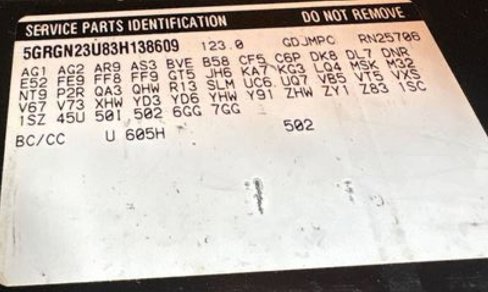 SERVICE PARTS IDENTIFICATION DO NOT REMOVE
5GRGN23U83H138609 123.0 GDJMPC RN25706
AG1 AG2 AR9 AS3 BVE B58 CF5 C6P DK8 DL7 DNR
E52 FE9 FF8 FF9 GT5 JH6 KA7 KG3 LQ4 MSK M32
NT9 P2R QA3 QHW R13 SLM UC6 UQ7 VB5 VT5 VXS
V67 V73 XHW YD3 YD6 YHW Y91 ZHW ZY1 Z83 1SC
1SZ 45U 50I 502 6GG 7GG
BC/CC U 605H 502